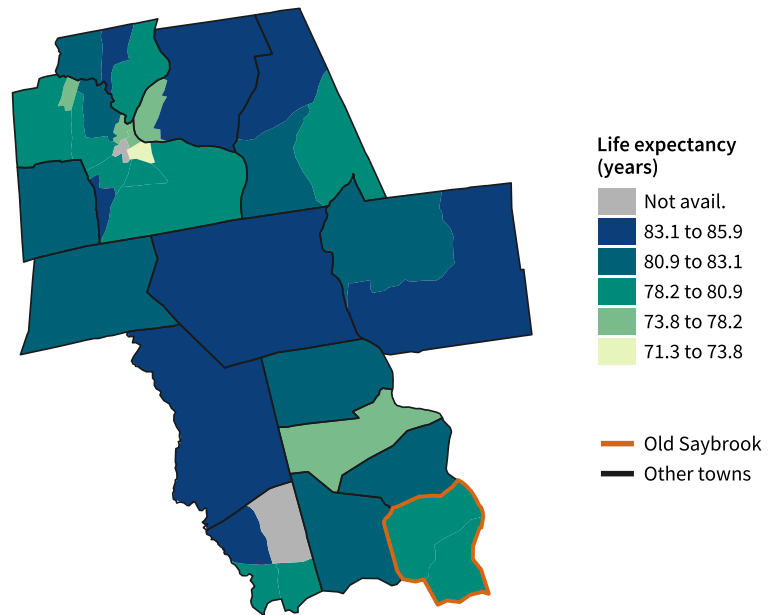 Life expectancy
(years)
Not avail.
83.1 to 85.9
80.9 to 83.1
78.2 to 80.9
73.8 to 78.2
71.3 to 73.8
Old Saybrook
Other towns